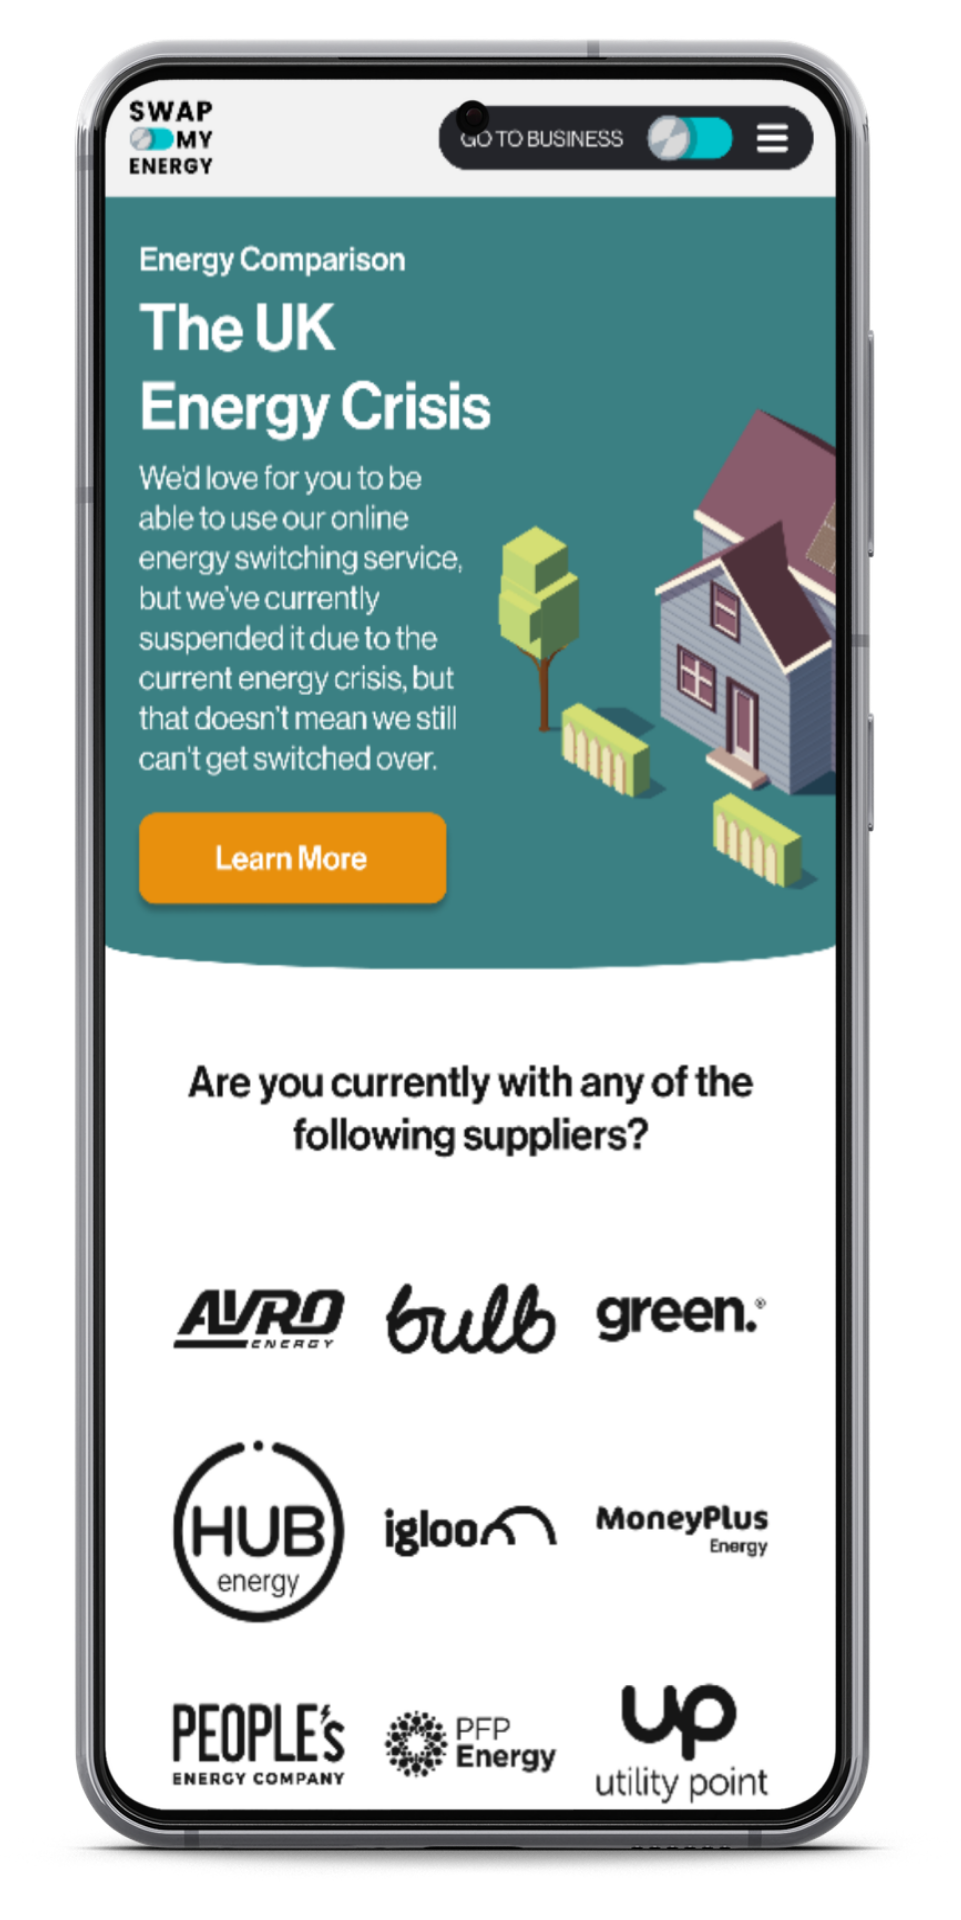 SWAP
MY
ENERGY
GO TO BUSINESS
Energy Comparison
The UK
Energy Crisis
We'd love for you to be
able to use our online
energy switching service,
but we've currently
suspended it due to the
current energy crisis, but
that doesn't mean we still
can't get switched over.
Learn More
Are you currently with any of the
following suppliers?
AVRO
ENERGY
bulb
green.®
HUB
energy
igloo
MoneyPlus
Energy
PEOPLE's
ENERGY COMPANY
PFP
Energy
up
utility point